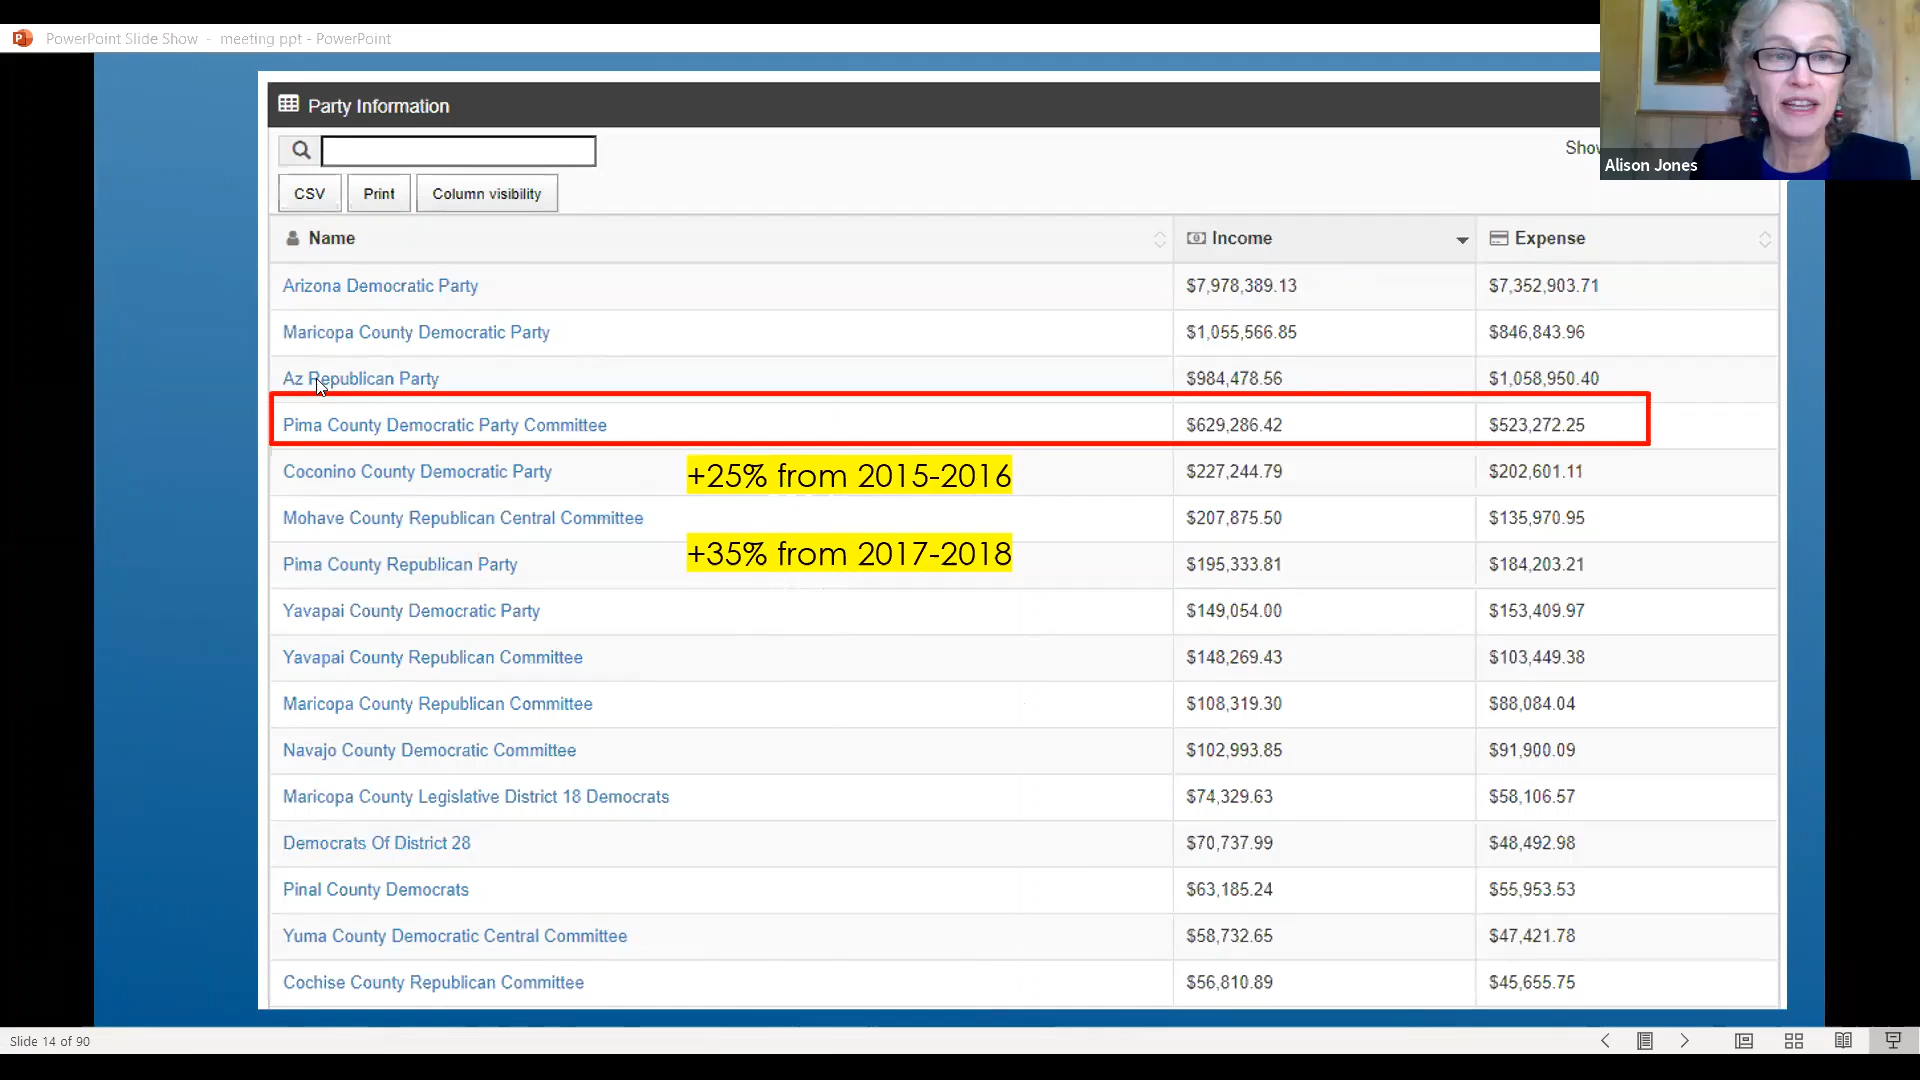 PowerPoint Slide Show - meeting ppt - PowerPoint
Party Information
Show
Alison Jones
CSV Print Column visibility
Name Income Expense
Arizona Democratic Party $7,978,389.13 $7,352,903.71
Maricopa County Democratic Party $1,055,566.85 $846,843.96
Az Republican Party $984,478.56 $1,058,950.40
Pima County Democratic Party Committee $629,286.42 $523,272.25
Coconino County Democratic Party +25% from 2015-2016 $227,244.79 $202,601.11
Mohave County Republican Central Committee $207,875.50 $135,970.95
Pima County Republican Party +35% from 2017-2018 $195,333.81 $184,203.21
Yavapai County Democratic Party $149,054.00 $153,409.97
Yavapai County Republican Committee $148,269.43 $103,449.38
Maricopa County Republican Committee $108,319.30 $88,084.04
Navajo County Democratic Committee $102,993.85 $91,900.09
Maricopa County Legislative District 18 Democrats $74,329.63 $58,106.57
Democrats Of District 28 $70,737.99 $48,492.98
Pinal County Democrats $63,185.24 $55,953.53
Yuma County Democratic Central Committee $58,732.65 $47,421.78
Cochise County Republican Committee $56,810.89 $45,655.75
Slide 14 of 90